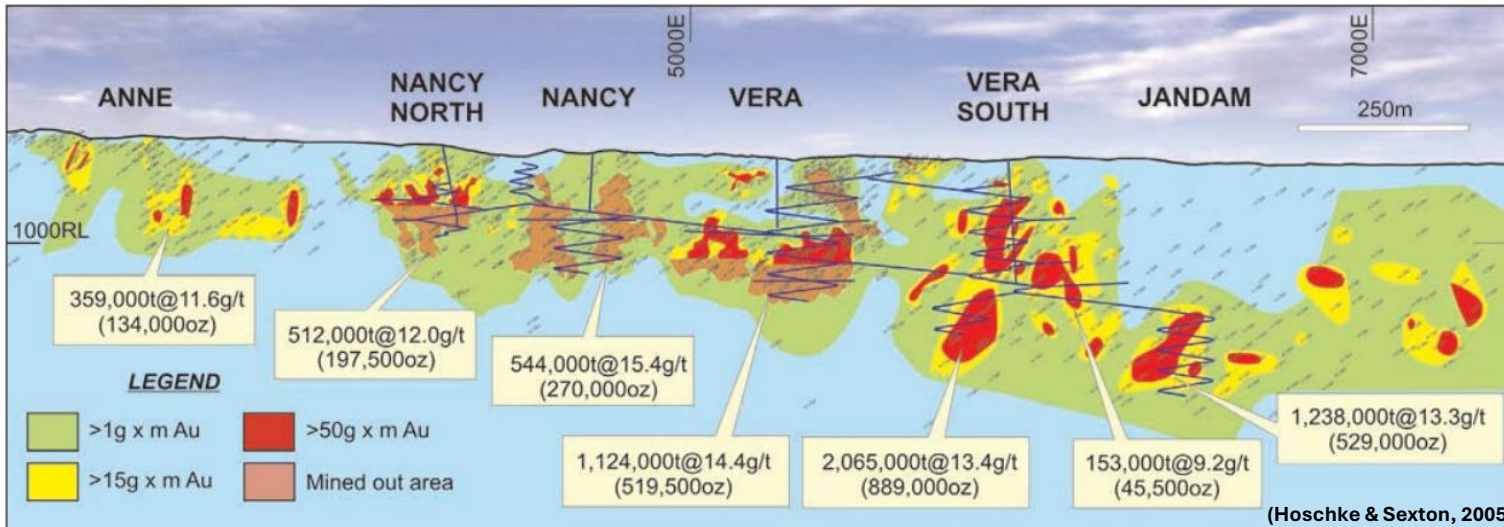 5000E
7000E
ANNE
NANCY
NORTH
NANCY
VERA
VERA
SOUTH
JANDAM
250m
1000RL
359,000t@11.6g/t
(134,000oz)
512,000t@12.0g/t
(197,500oz)
544,000t@15.4g/t
(270,000oz)
1,124,000t@14.4g/t
(519,500oz)
2,065,000t@13.4g/t
(889,000oz)
153,000t@9.2g/t
(45,500oz)
1,238,000t@13.3g/t
(529,000oz)
LEGEND
>1g x m Au
>50g x m Au
>15g x m Au
Mined out area
(Hoschke & Sexton, 2005